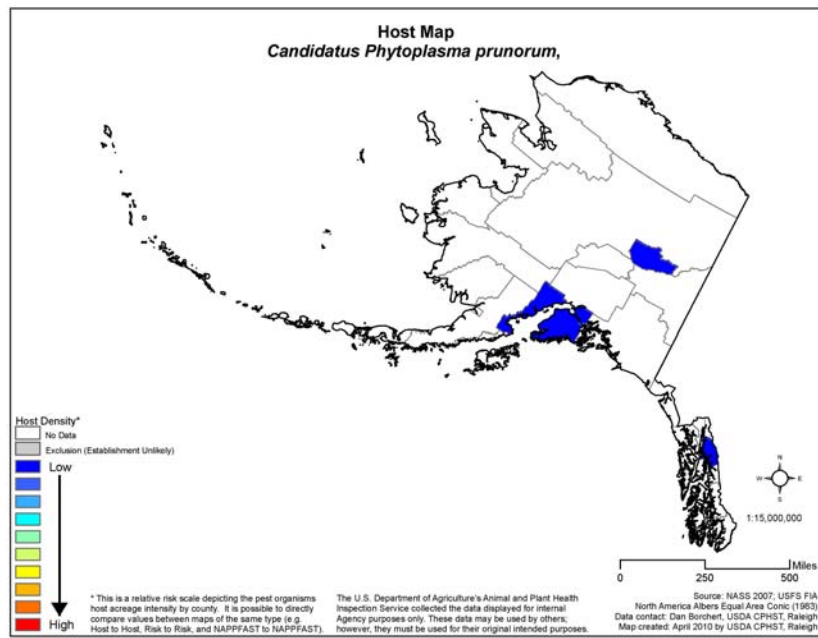 Host Map
Candidatus Phytoplasma prunorum,
Host Density*
No Data
Exclusion (Establishment Unlikely)
Low
High
* This is a relative risk scale depicting the pest organisms
host acreage intensity by county. It is possible to directly
compare values between maps of the same type (e.g.
Host to Host, Risk to Risk, and NAPPFAST to NAPPFAST).
The U.S. Department of Agriculture's Animal and Plant Health
Inspection Service collected the data displayed for internal
Agency purposes only. These data may be used by others;
however, they must be used for their original intended purposes.
N
W E
S
1:15,000,000
Miles
0 250 500
Source: NASS 2007; USFS FIA
North America Albers Equal Area Conic (1983)
Data contact: Dan Borchert, USDA CPHST, Raleigh
Map created: April 2010 by USDA CPHST, Raleigh